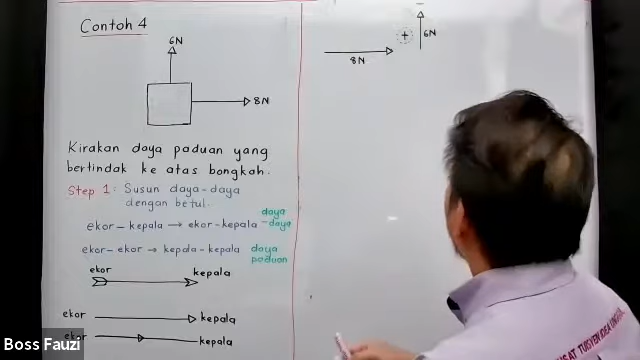 Contoh 4
6N
8N
Kirakan daya paduan yang
bertindak ke atas bongkah.
Step 1: Susun daya-daya
dengan betul.
ekor – kepala → ekor-kepala daya -daya
ekor – ekor → kepala - kepala daya paduan
ekor kepala
ekor kepala
ekor kepala
8N
+
6N
Boss Fauzi